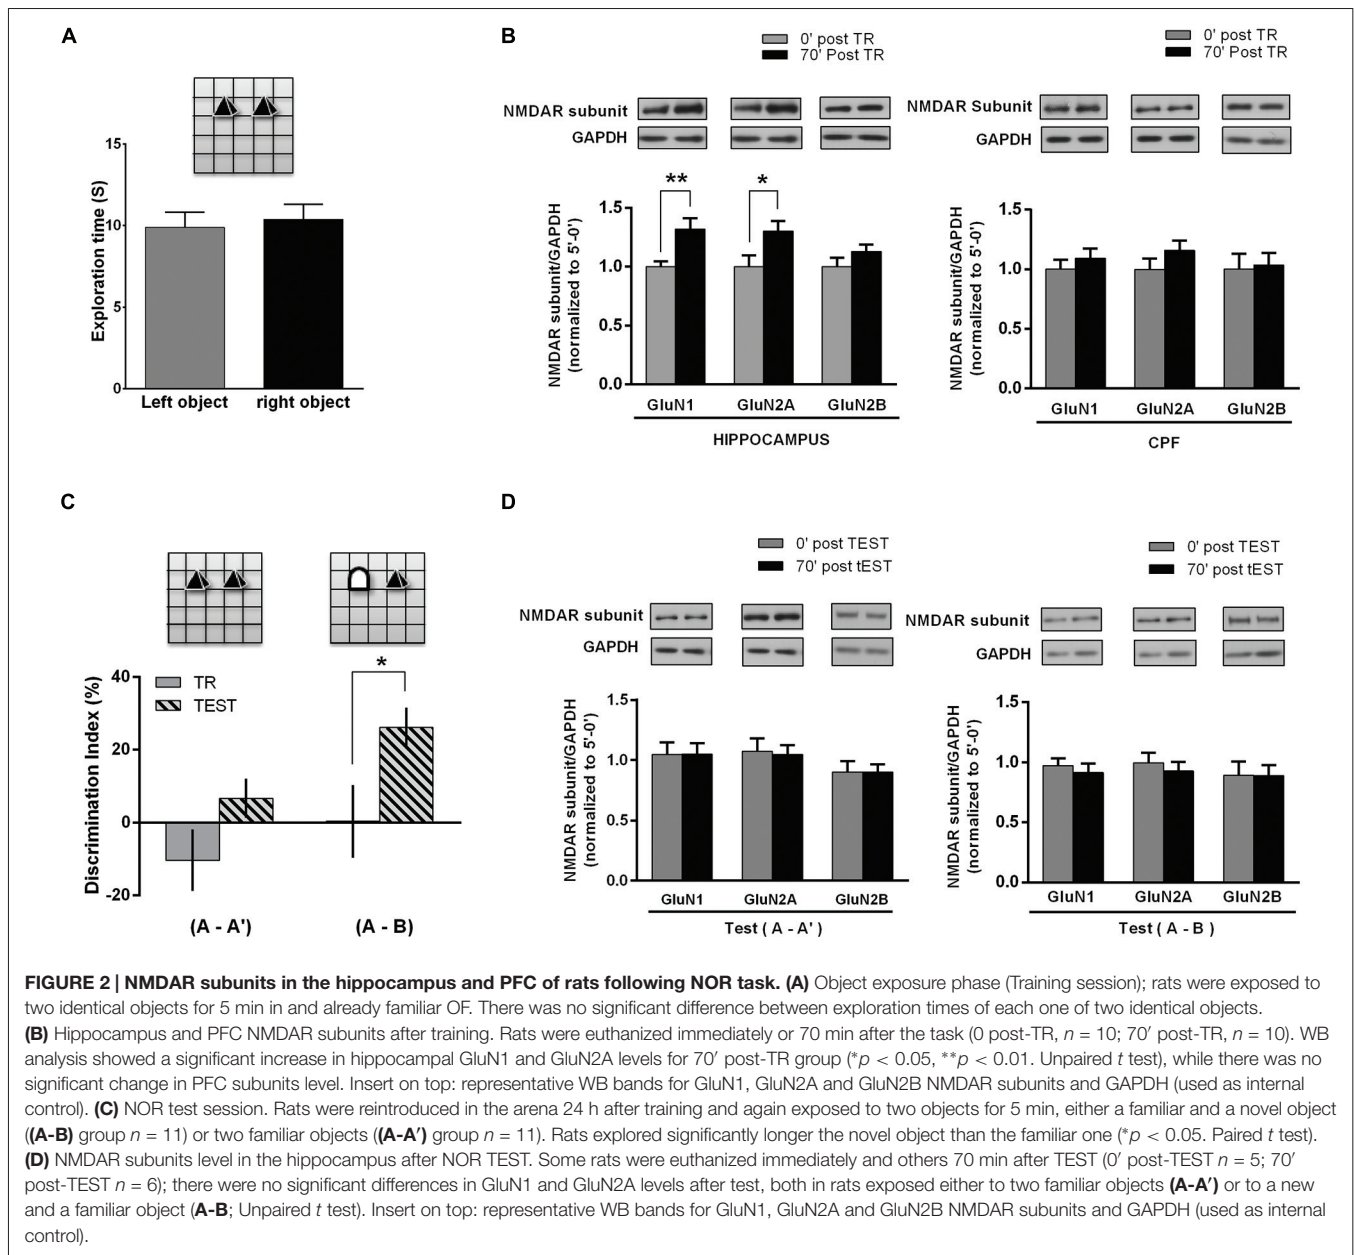 A
15
10
5
0
Exploration time (S)
Left object
right object
B
0' post TR
70' Post TR
NMDAR subunit
GAPDH
**
*
1.5
1.0
0.5
0.0
NMDAR subunit/GAPDH
(normalized to 5'-0')
GluN1
GluN2A
GluN2B
HIPPOCAMPUS
0' post TR
70' Post TR
NMDAR Subunit
GAPDH
1.5
1.0
0.5
0.0
NMDAR subunit/GAPDH
(normalized to 5'-0')
GluN1
GluN2A
GluN2B
CPF
C
40
20
0
-20
Discrimination Index (%)
TR
TEST
*
(A - A')
(A - B)
D
0' post TEST
70' post tEST
NMDAR subunit
GAPDH
1.5
1.0
0.5
0.0
NMDAR subunit/GAPDH
(normalized to 5'-0')
GluN1
GluN2A
GluN2B
Test ( A - A' )
0' post TEST
70' post tEST
NMDAR subunit
GAPDH
1.5
1.0
0.5
0.0
NMDAR subunit/GAPDH
(normalized to 5'-0')
GluN1
GluN2A
GluN2B
Test ( A - B )
FIGURE 2 | NMDAR subunits in the hippocampus and PFC of rats following NOR task. (A) Object exposure phase (Training session); rats were exposed to
two identical objects for 5 min in and already familiar OF. There was no significant difference between exploration times of each one of two identical objects.
(B) Hippocampus and PFC NMDAR subunits after training. Rats were euthanized immediately or 70 min after the task (0 post-TR, n = 10; 70′ post-TR, n = 10). WB
analysis showed a significant increase in hippocampal GluN1 and GluN2A levels for 70′ post-TR group (*p < 0.05, **p < 0.01. Unpaired t test), while there was no
significant change in PFC subunits level. Insert on top: representative WB bands for GluN1, GluN2A and GluN2B NMDAR subunits and GAPDH (used as internal
control). (C) NOR test session. Rats were reintroduced in the arena 24 h after training and again exposed to two objects for 5 min, either a familiar and a novel object
((A-B) group n = 11) or two familiar objects ((A-A′) group n = 11). Rats explored significantly longer the novel object than the familiar one (*p < 0.05. Paired t test).
(D) NMDAR subunits level in the hippocampus after NOR TEST. Some rats were euthanized immediately and others 70 min after TEST (0′ post-TEST n = 5; 70′
post-TEST n = 6); there were no significant differences in GluN1 and GluN2A levels after test, both in rats exposed either to two familiar objects (A-A′) or to a new
and a familiar object (A-B; Unpaired t test). Insert on top: representative WB bands for GluN1, GluN2A and GluN2B NMDAR subunits and GAPDH (used as internal
control).